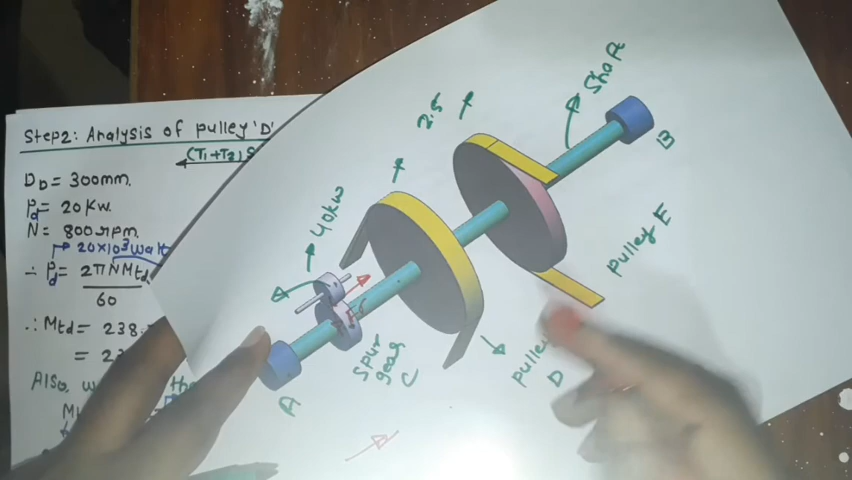 Step2: Analysis of pulley 'D'
(T1+T2)
DD = 300mm.
Pd = 20 KW.
N = 800 rpm.
20×10³ watt
∴ Pd = 2πNMtd
60
∴ Mtd = 238.
=
Also,
40KW
Shaft
B
Pulley E
Pulley
D
Spur
gear
C
A